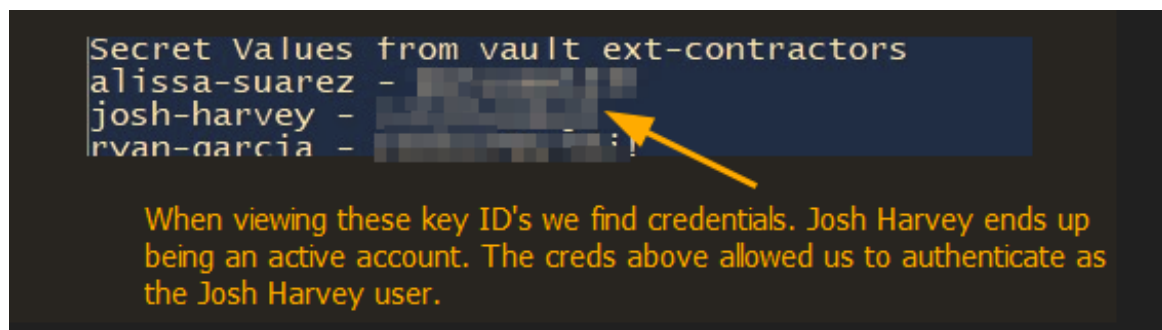 Secret Values from vault ext-contractors
alissa-suarez -
josh-harvey -
ryan-garcia -
When viewing these key ID's we find credentials. Josh Harvey ends up
being an active account. The creds above allowed us to authenticate as
the Josh Harvey user.